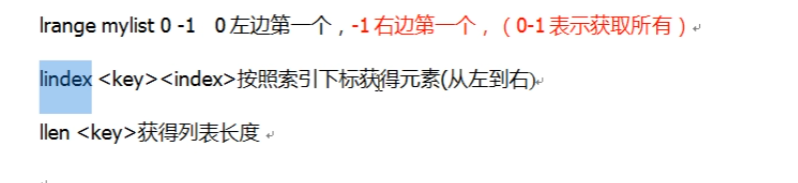 lrange mylist 0 -1   0左边第一个，-1右边第一个，（0-1表示获取所有）
lindex <key><index>按照索引下标获得元素(从左到右)
llen <key>获得列表长度